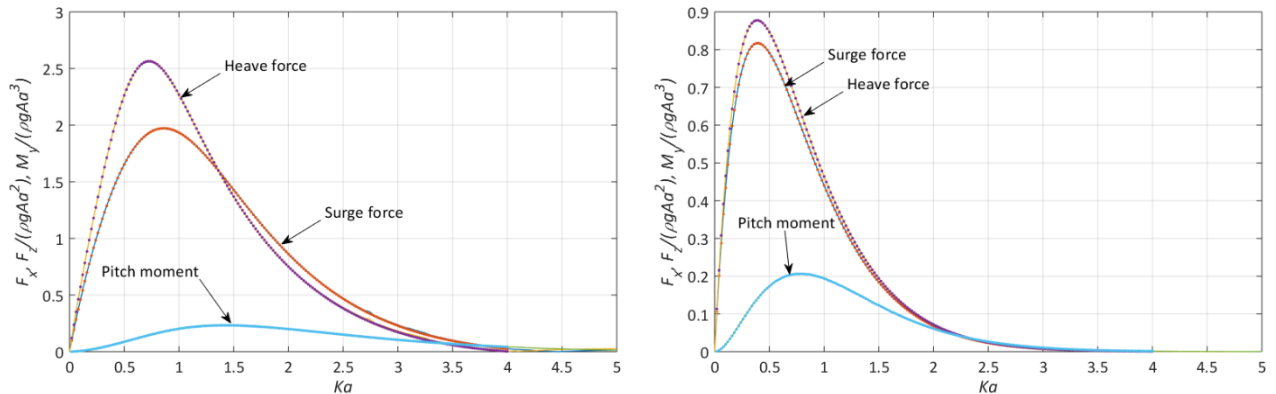 3
2.5
2
1.5
1
0.5
0
F_x, F_z/(ρgAa^2), M_y/(ρgAa^3)
Heave force
Surge force
Pitch moment
0 0.5 1 1.5 2 2.5 3 3.5 4 4.5 5
Ka
0.9
0.8
0.7
0.6
0.5
0.4
0.3
0.2
0.1
0
F_x, F_z/(ρgAa^2), M_y/(ρgAa^3)
Surge force
Heave force
Pitch moment
0 0.5 1 1.5 2 2.5 3 3.5 4 4.5 5
Ka